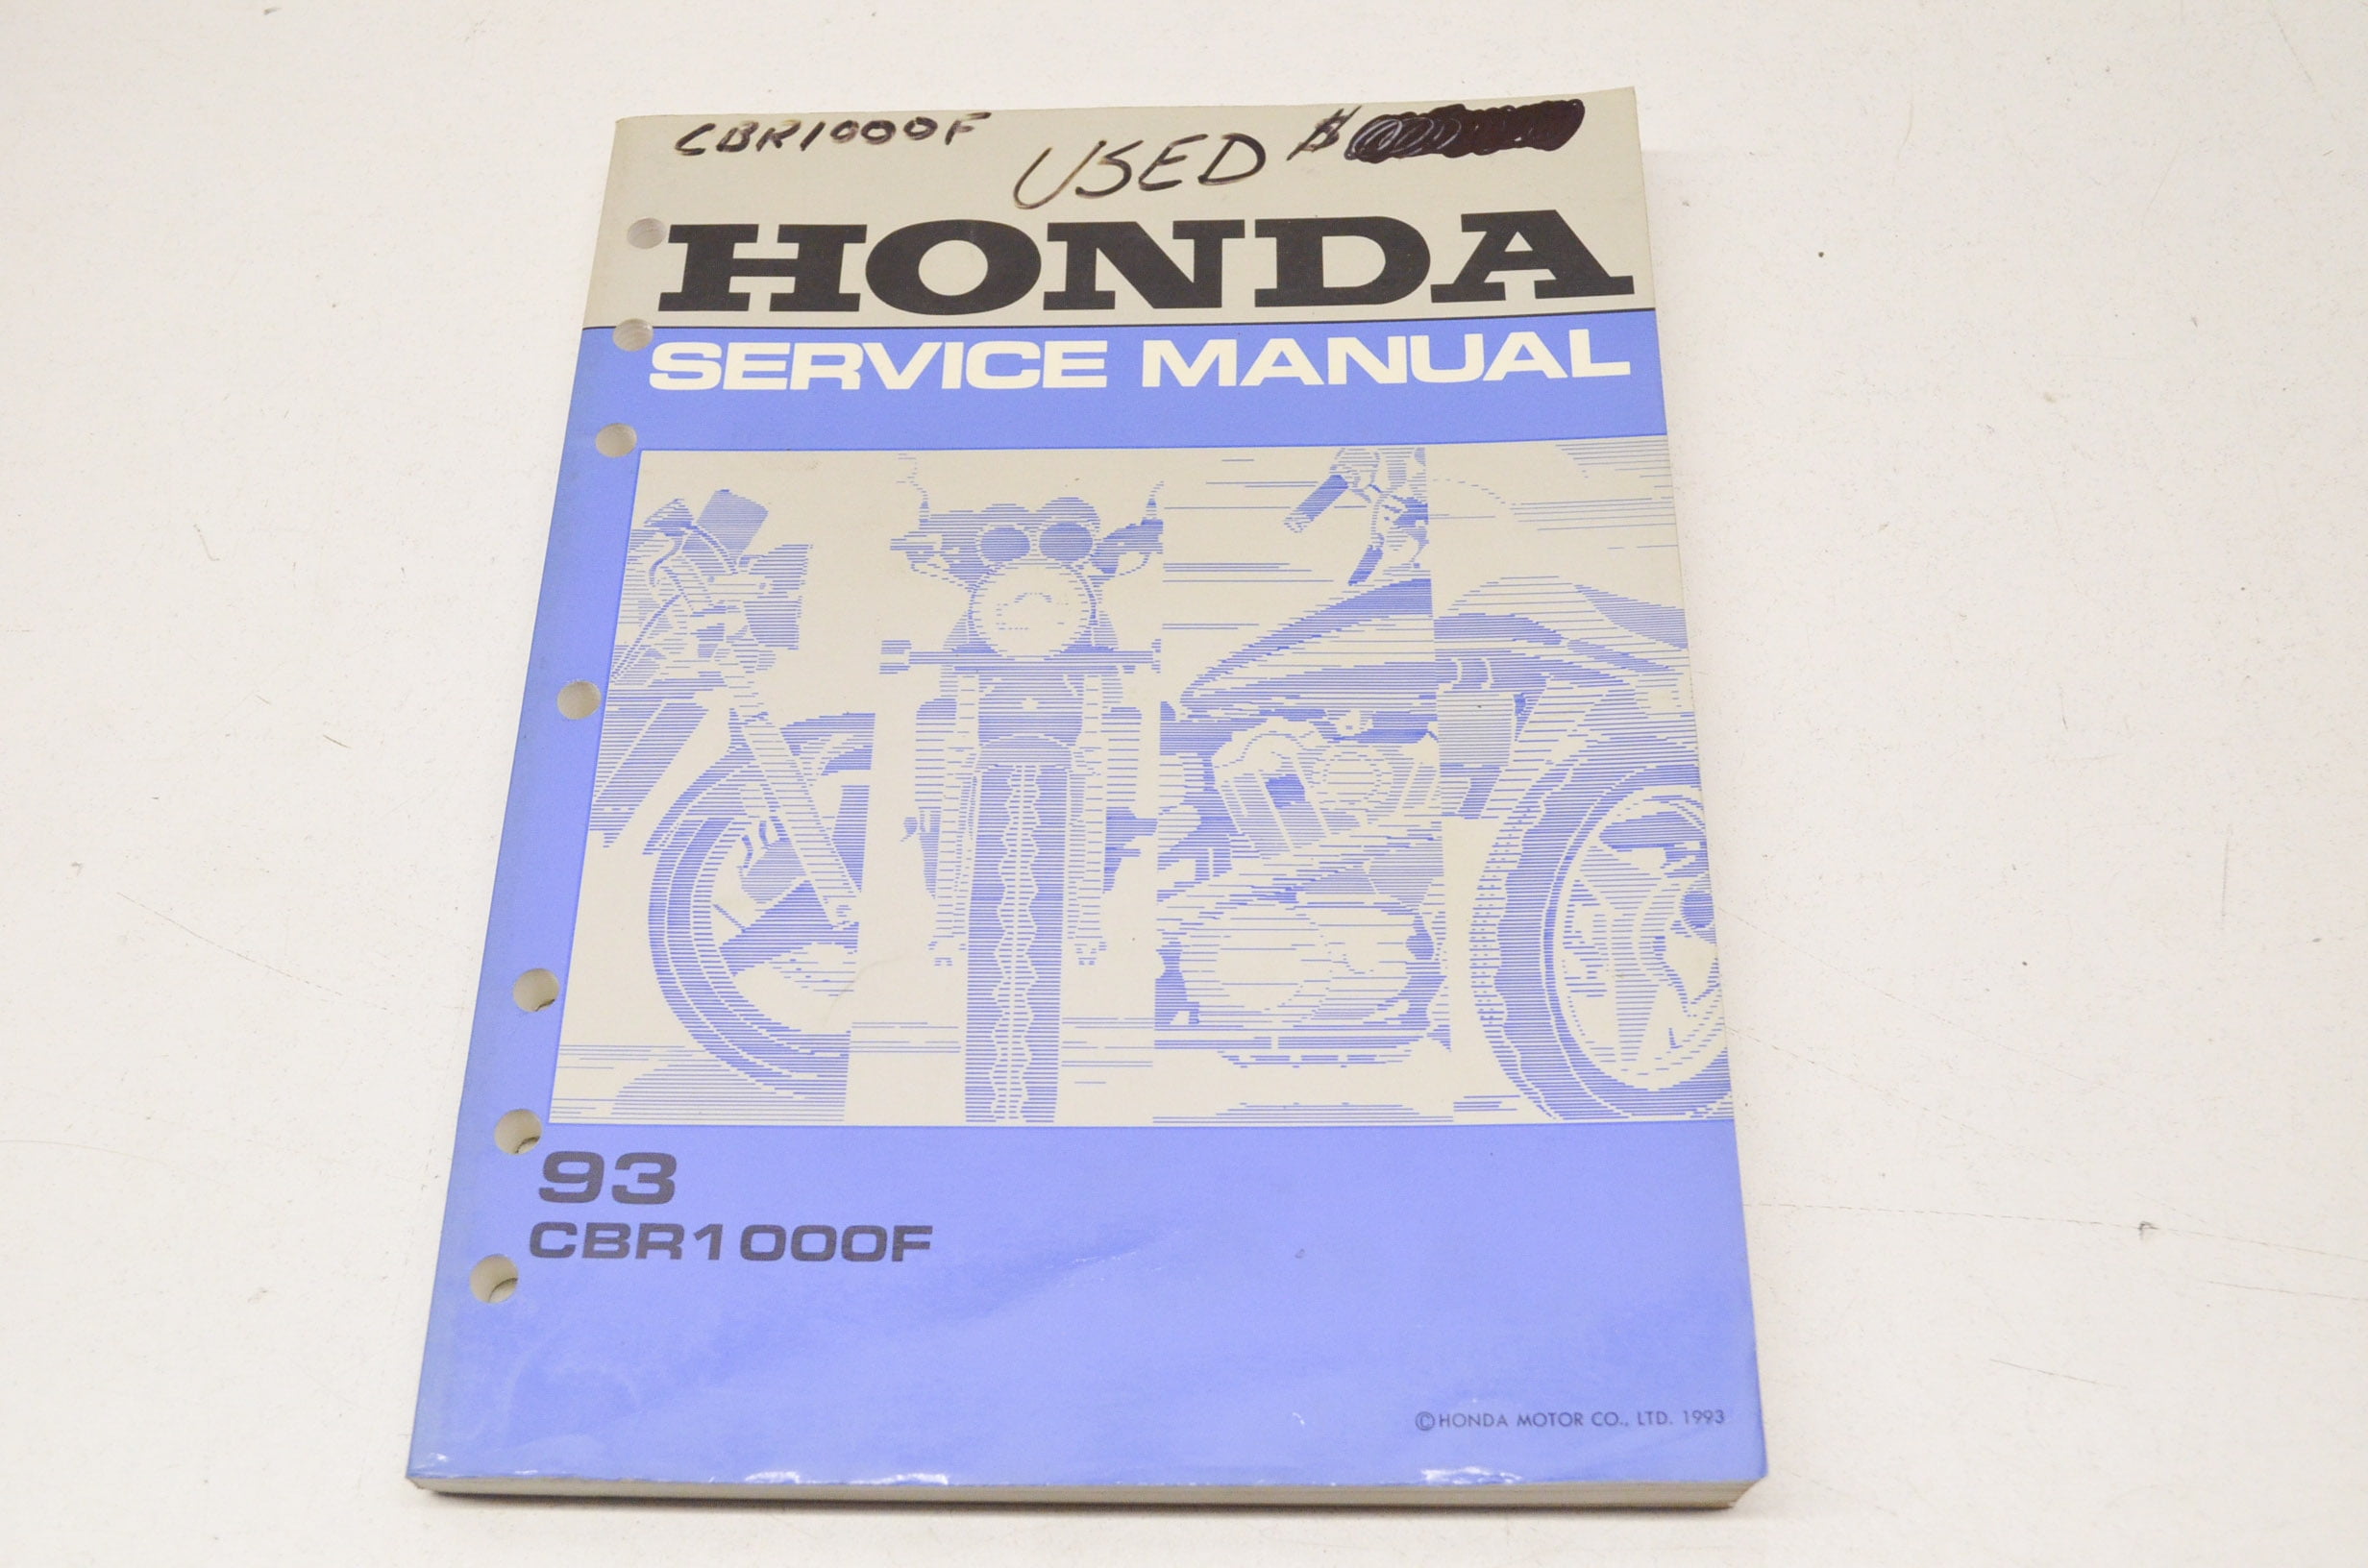 CBR1000F
USED $
HONDA
SERVICE MANUAL
93
CBR1000F
©HONDA MOTOR CO., LTD. 1993